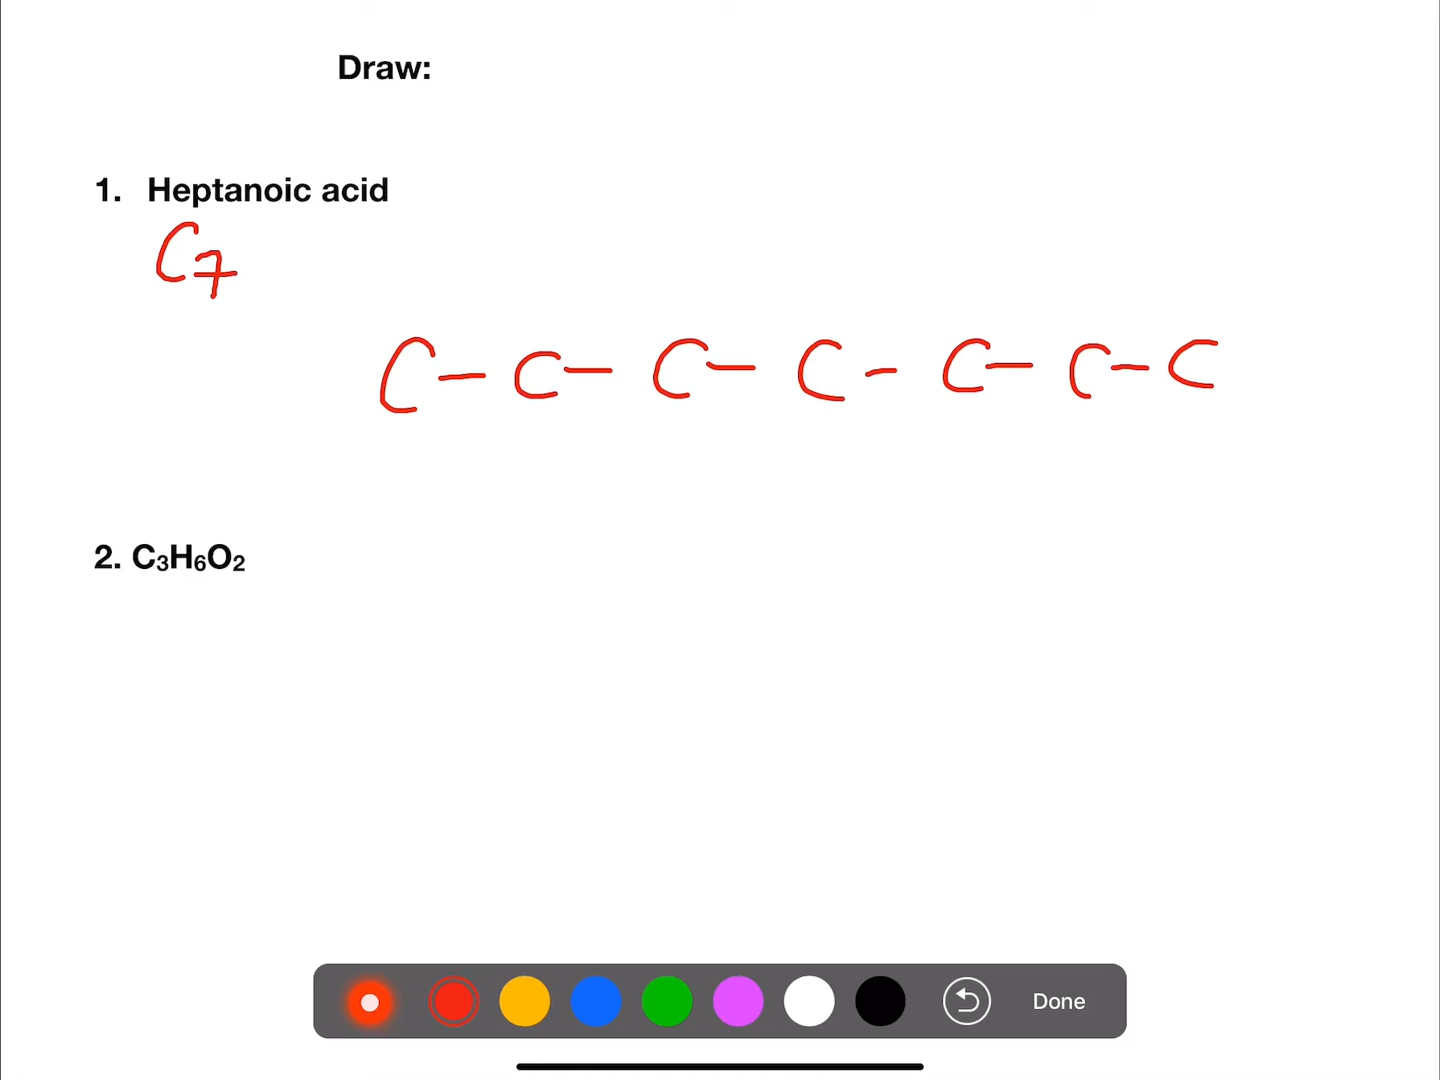 Draw:
1. Heptanoic acid
C7
C - C - C - C - C - C - C
2. C₃H₆O₂
Done